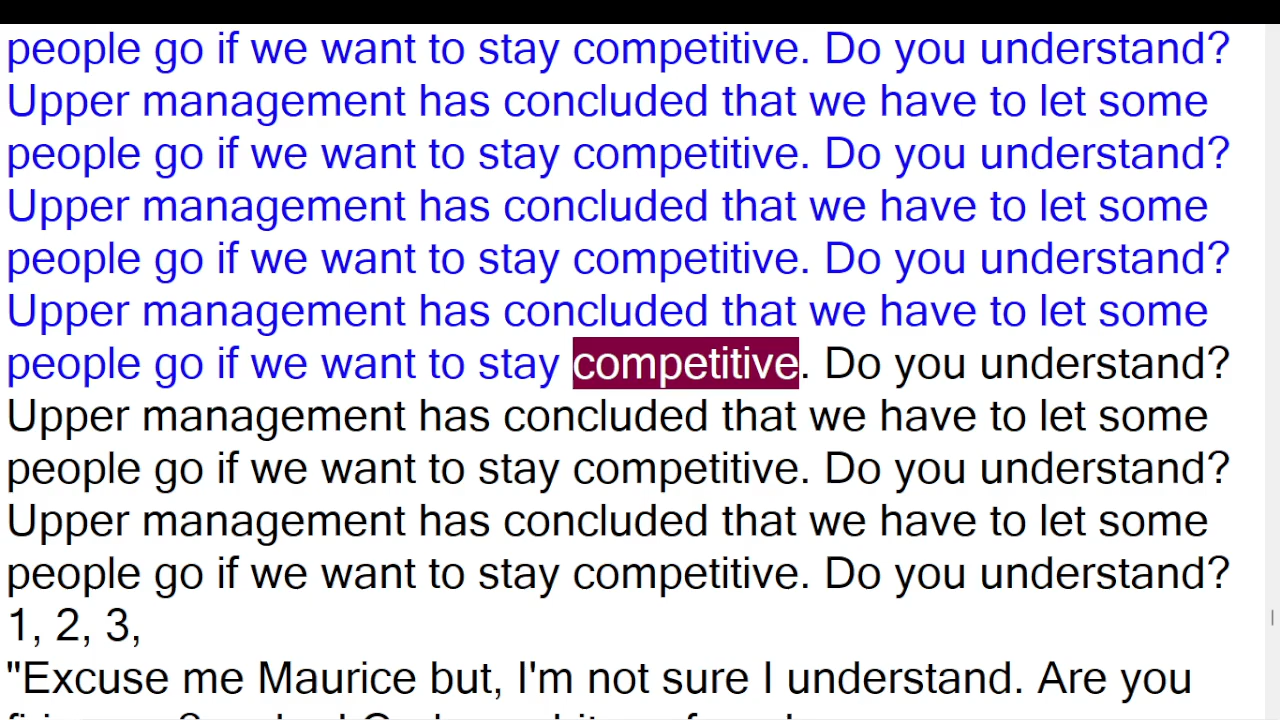 people go if we want to stay competitive. Do you understand?
Upper management has concluded that we have to let some
people go if we want to stay competitive. Do you understand?
Upper management has concluded that we have to let some
people go if we want to stay competitive. Do you understand?
Upper management has concluded that we have to let some
people go if we want to stay competitive. Do you understand?
Upper management has concluded that we have to let some
people go if we want to stay competitive. Do you understand?
Upper management has concluded that we have to let some
people go if we want to stay competitive. Do you understand?
1, 2, 3,
"Excuse me Maurice but, I'm not sure I understand. Are you